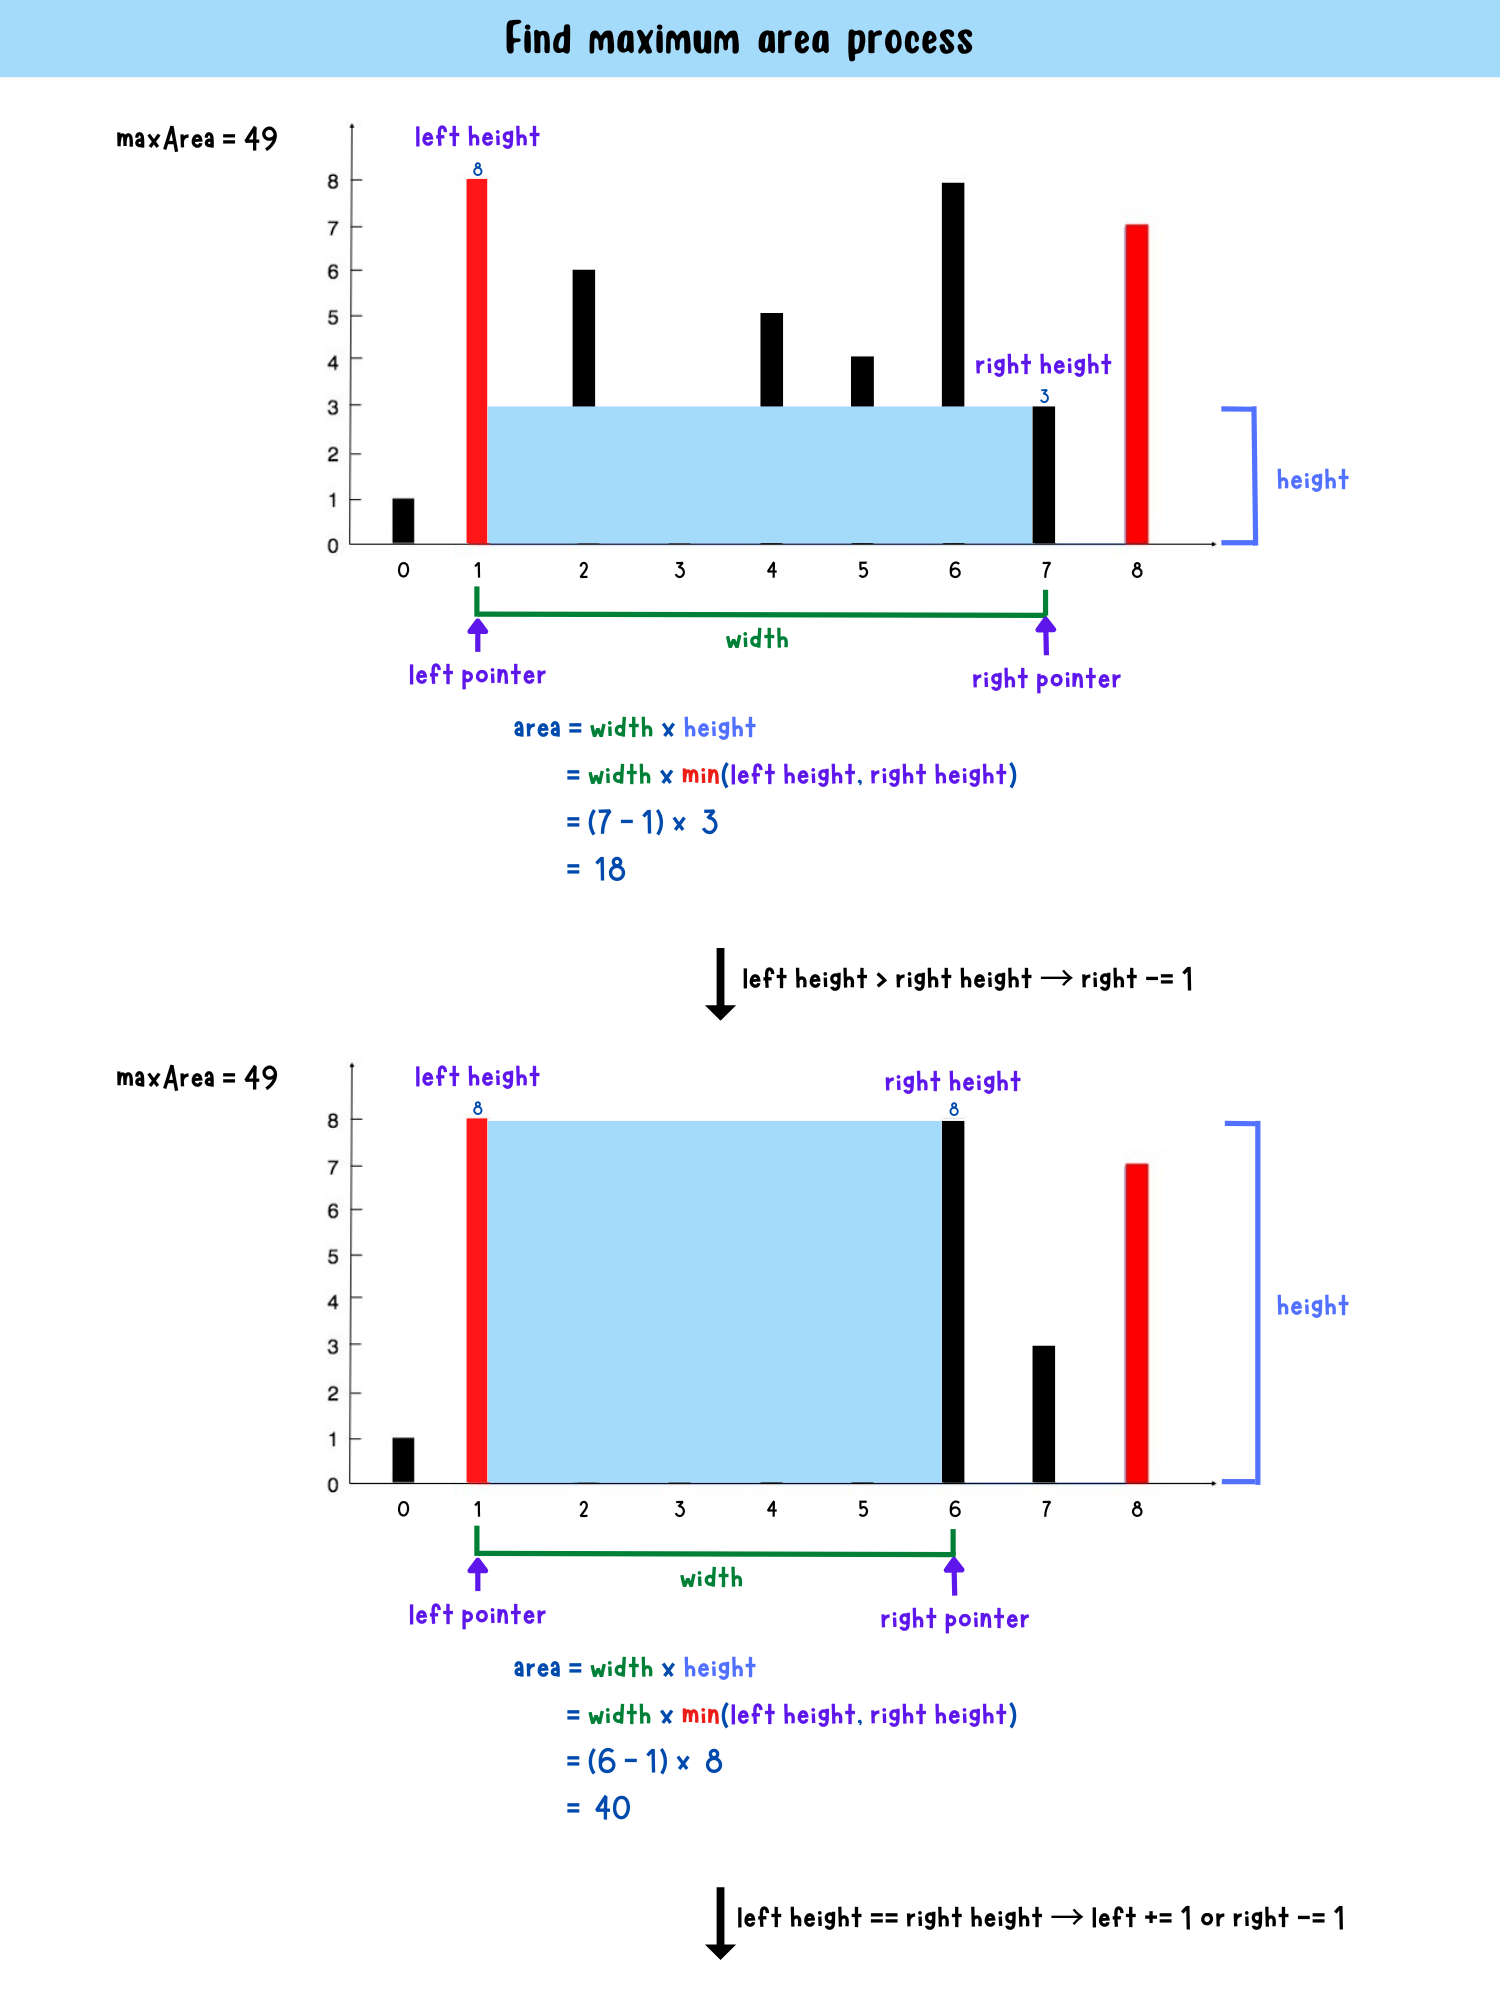 Find maximum area process
maxArea = 49
left height
8
8
7
6
5
4
3
2
1
0
right height
3
height
0 1 2 3 4 5 6 7 8
width
left pointer
right pointer
area = width x height
= width x min(left height, right height)
= (7 - 1) x 3
= 18
left height > right height → right -= 1
maxArea = 49
left height
8
right height
8
8
7
6
5
4
3
2
1
0
height
0 1 2 3 4 5 6 7 8
width
left pointer
right pointer
area = width x height
= width x min(left height, right height)
= (6 - 1) x 8
= 40
left height == right height → left += 1 or right -= 1